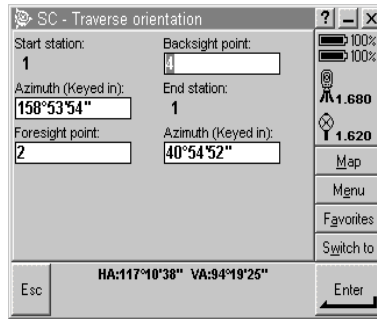 SC - Traverse orientation ? _ X
Start station: Backsight point:
1 4
Azimuth (Keyed in): End station:
158°53'54" 1
Foresight point: Azimuth (Keyed in):
2 40°54'52"
100%
100%
1.680
1.620
Map
Menu
Favorites
Switch to
Esc HA:117°10'38" VA:94°19'25" Enter